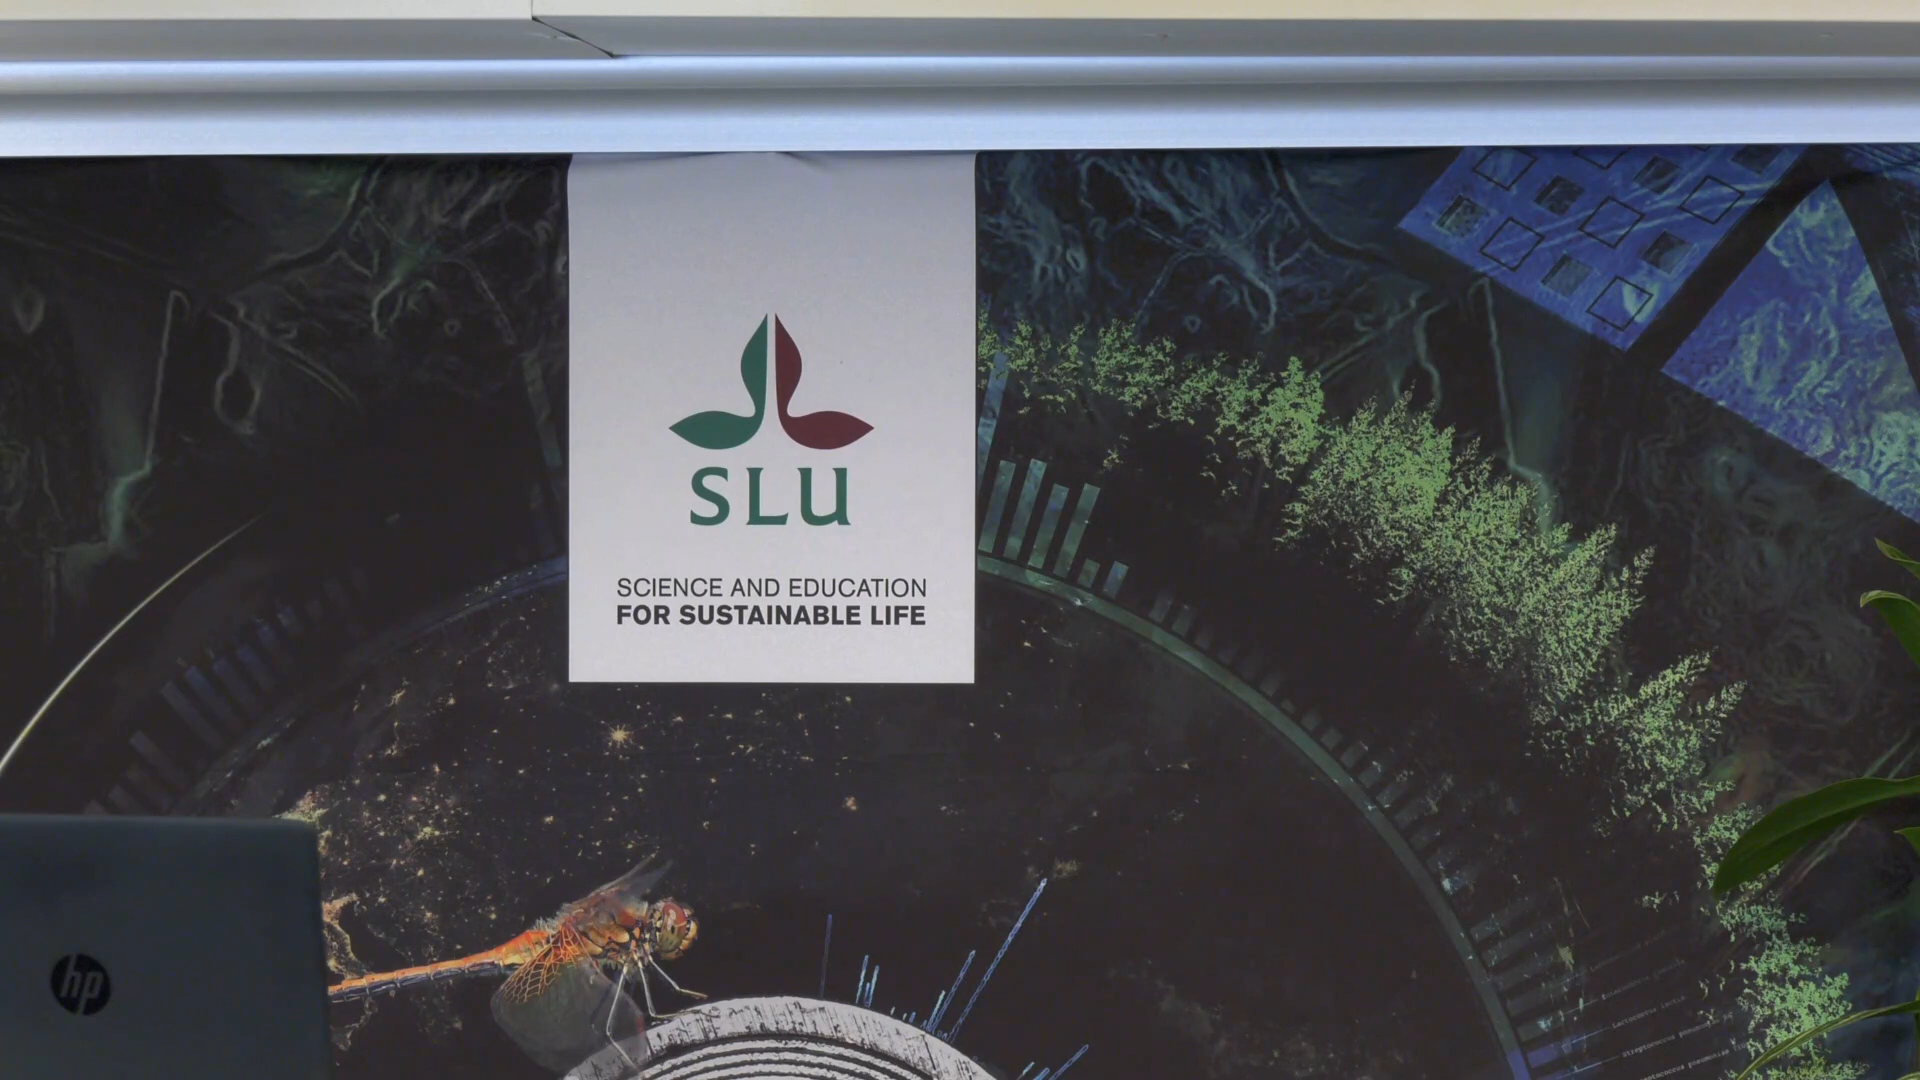 SLU
SCIENCE AND EDUCATION
FOR SUSTAINABLE LIFE
hp